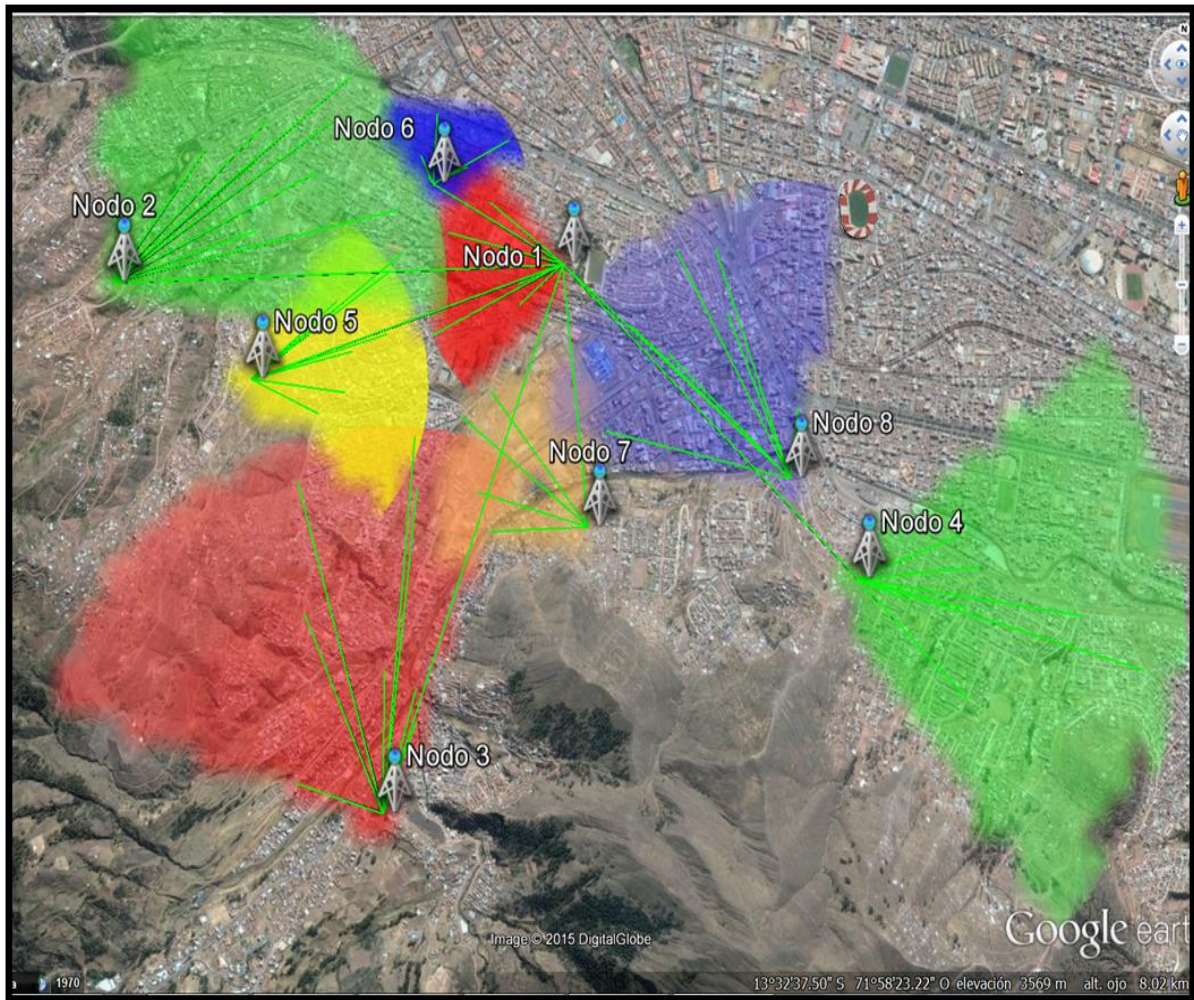 N
Nodo 6
Nodo 2
Nodo 1
Nodo 5
Nodo 8
Nodo 7
Nodo 4
Nodo 3
Google eart
Image © 2015 DigitalGlobe
a 1970 13°32'37.50" S 71°58'23.22" O elevación 3569 m alt. ojo 8.02 km